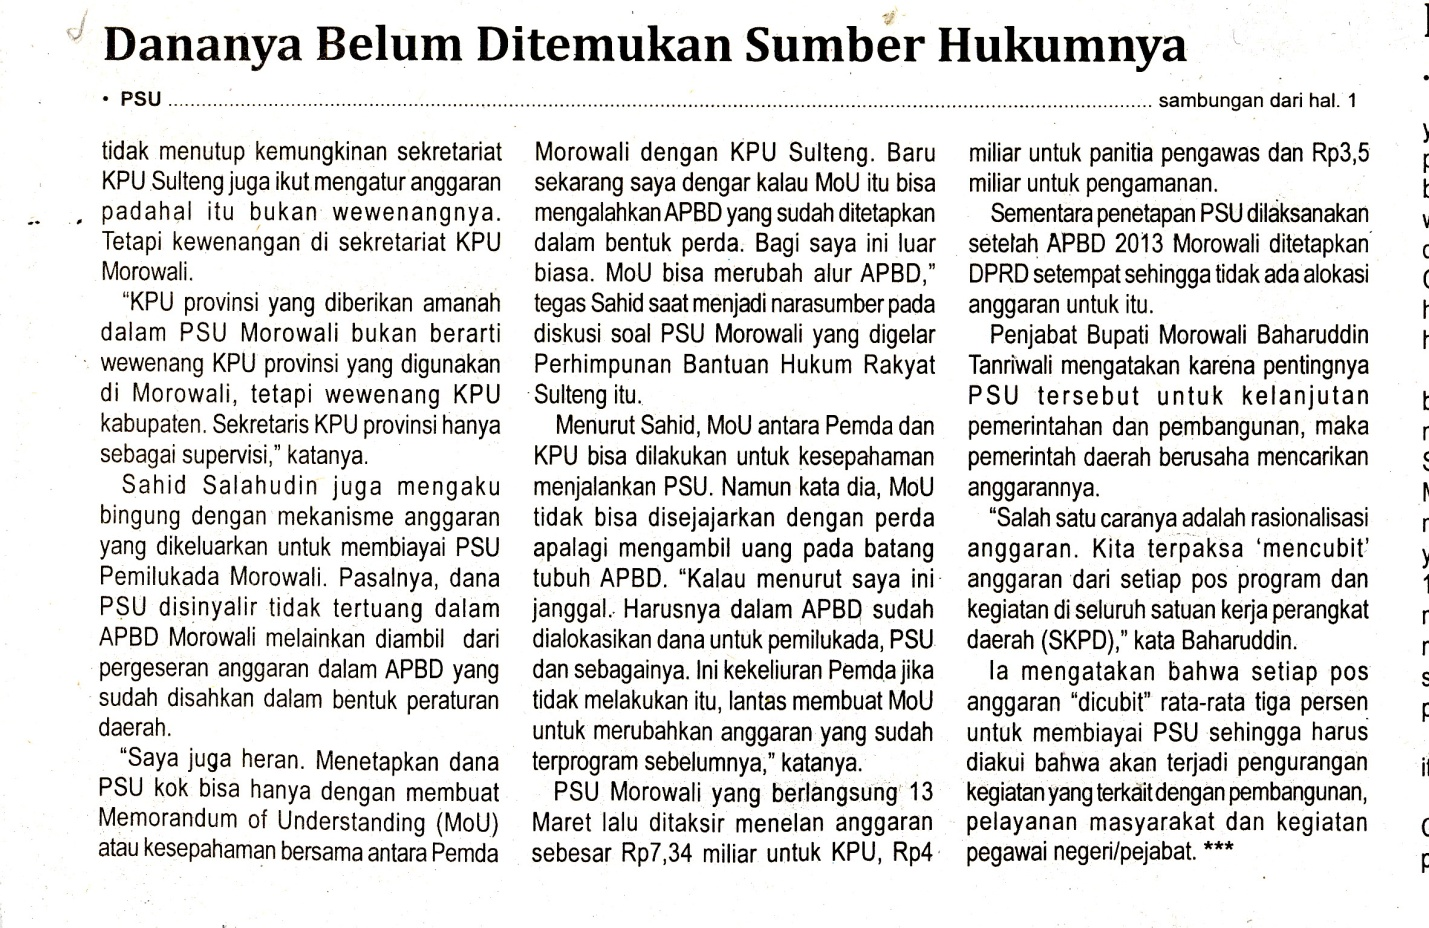 Dananya Belum Ditemukan Sumber Hukumnya
• PSU ........................................................ sambungan dari hal. 1
tidak menutup kemungkinan sekretariat
KPU Sulteng juga ikut mengatur anggaran
padahal itu bukan wewenangnya.
Tetapi kewenangan di sekretariat KPU
Morowali.
“KPU provinsi yang diberikan amanah
dalam PSU Morowali bukan berarti
wewenang KPU provinsi yang digunakan
di Morowali, tetapi wewenang KPU
kabupaten. Sekretaris KPU provinsi hanya
sebagai supervisi,” katanya.
Sahid Salahudin juga mengaku
bingung dengan mekanisme anggaran
yang dikeluarkan untuk membiayai PSU
Pemilukada Morowali. Pasalnya, dana
PSU disinyalir tidak tertuang dalam
APBD Morowali melainkan diambil dari
pergeseran anggaran dalam APBD yang
sudah disahkan dalam bentuk peraturan
daerah.
“Saya juga heran. Menetapkan dana
PSU kok bisa hanya dengan membuat
Memorandum of Understanding (MoU)
atau kesepahaman bersama antara Pemda
Morowali dengan KPU Sulteng. Baru
sekarang saya dengar kalau MoU itu bisa
mengalahkan APBD yang sudah ditetapkan
dalam bentuk perda. Bagi saya ini luar
biasa. MoU bisa merubah alur APBD,”
tegas Sahid saat menjadi narasumber pada
diskusi soal PSU Morowali yang digelar
Perhimpunan Bantuan Hukum Rakyat
Sulteng itu.
Menurut Sahid, MoU antara Pemda dan
KPU bisa dilakukan untuk kesepahaman
menjalankan PSU. Namun kata dia, MoU
tidak bisa disejajarkan dengan perda
apalagi mengambil uang pada batang
tubuh APBD. “Kalau menurut saya ini
janggal. Harusnya dalam APBD sudah
dialokasikan dana untuk pemilukada, PSU
dan sebagainya. Ini kekeliuran Pemda jika
tidak melakukan itu, lantas membuat MoU
untuk merubahkan anggaran yang sudah
terprogram sebelumnya,” katanya.
PSU Morowali yang berlangsung 13
Maret lalu ditaksir menelan anggaran
sebesar Rp7,34 miliar untuk KPU, Rp4
miliar untuk panitia pengawas dan Rp3,5
miliar untuk pengamanan.
Sementara penetapan PSU dilaksanakan
setelah APBD 2013 Morowali ditetapkan
DPRD setempat sehingga tidak ada alokasi
anggaran untuk itu.
Penjabat Bupati Morowali Baharuddin
Tanriwali mengatakan karena pentingnya
PSU tersebut untuk kelanjutan
pemerintahan dan pembangunan, maka
pemerintah daerah berusaha mencarikan
anggarannya.
“Salah satu caranya adalah rasionalisasi
anggaran. Kita terpaksa ‘mencubit’
anggaran dari setiap pos program dan
kegiatan di seluruh satuan kerja perangkat
daerah (SKPD),” kata Baharuddin.
Ia mengatakan bahwa setiap pos
anggaran “dicubit” rata-rata tiga persen
untuk membiayai PSU sehingga harus
diakui bahwa akan terjadi pengurangan
kegiatan yang terkait dengan pembangunan,
pelayanan masyarakat dan kegiatan
pegawai negeri/pejabat. ***